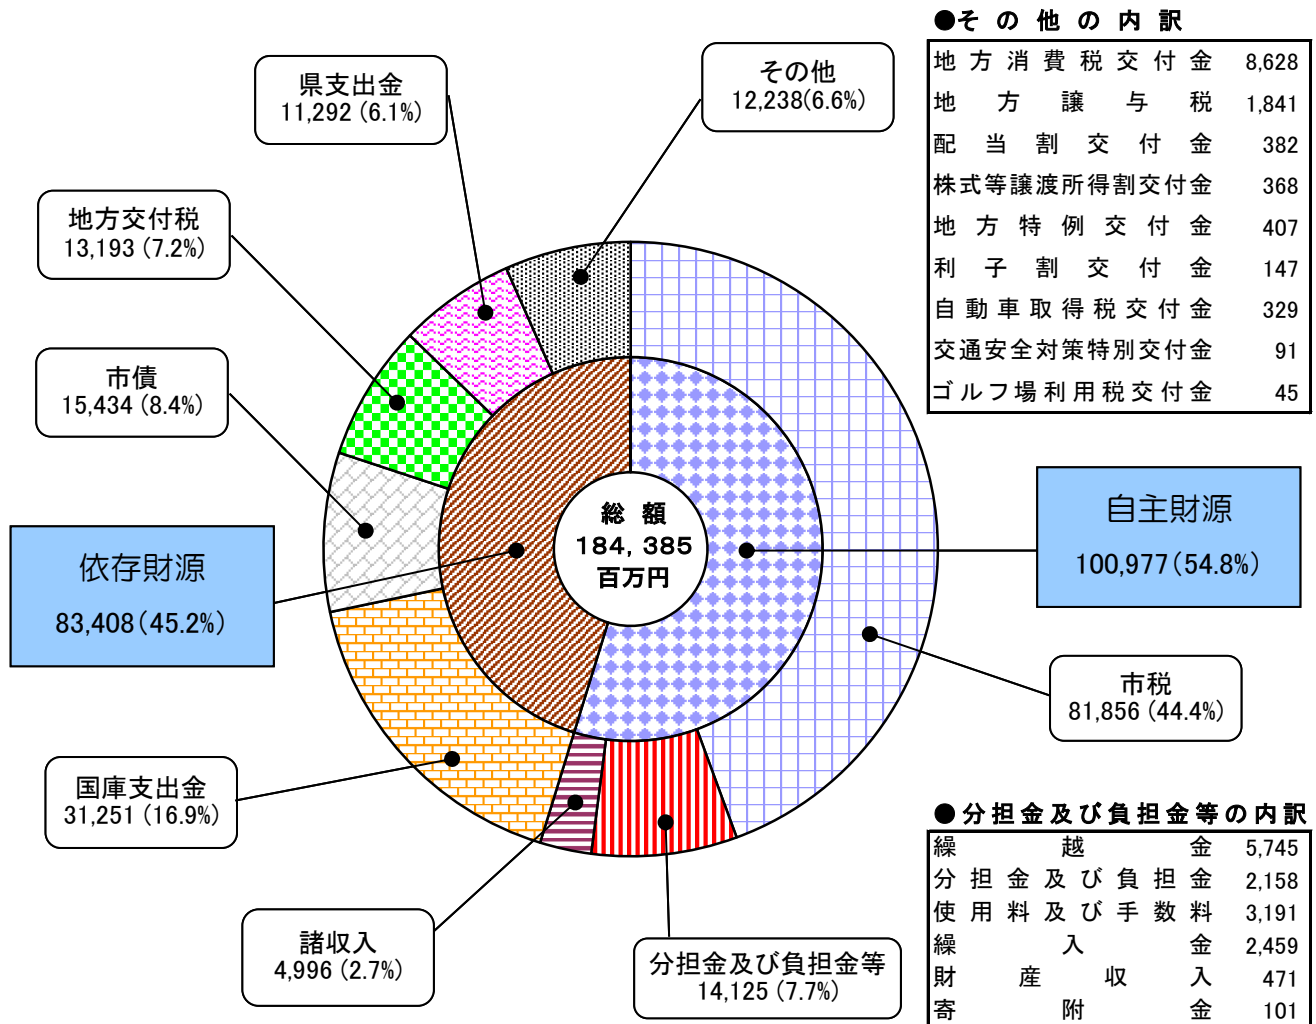 ●その他の内訳
地方消費税交付金 8,628
地方譲与税 1,841
配当割交付金 382
株式等譲渡所得割交付金 368
地方特例交付金 407
利子割交付金 147
自動車取得税交付金 329
交通安全対策特別交付金 91
ゴルフ場利用税交付金 45
その他
12,238(6.6%)
県支出金
11,292(6.1%)
地方交付税
13,193(7.2%)
市債
15,434(8.4%)
依存財源
83,408(45.2%)
総額
184,385
百万円
自主財源
100,977(54.8%)
市税
81,856(44.4%)
国庫支出金
31,251(16.9%)
諸収入
4,996(2.7%)
分担金及び負担金等
14,125(7.7%)
●分担金及び負担金等の内訳
繰越金 5,745
分担金及び負担金 2,158
使用料及び手数料 3,191
繰入金 2,459
財産収入 471
寄附金 101